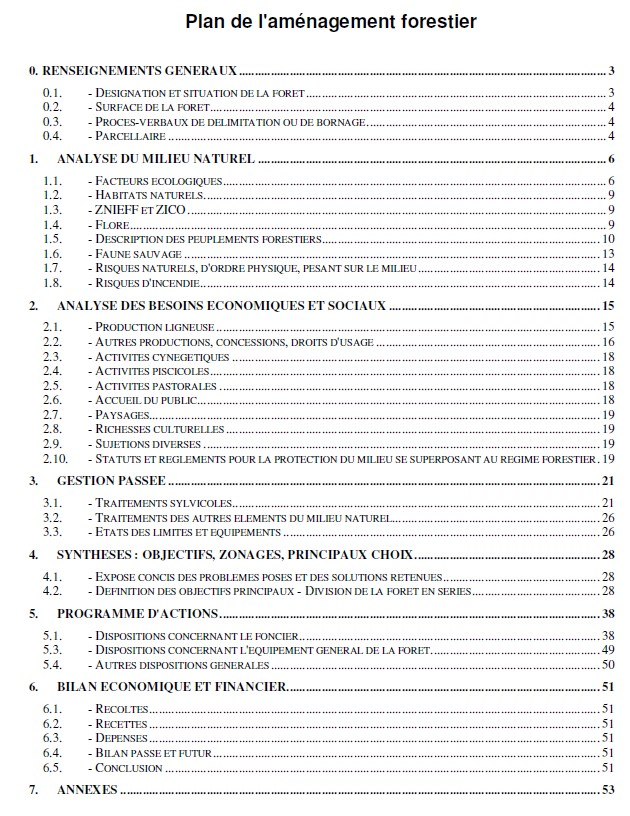 Plan de l'aménagement forestier
0. RENSEIGNEMENTS GENERAUX ........ 3
0.1. - DESIGNATION ET SITUATION DE LA FORET ........ 3
0.2. - SURFACE DE LA FORET ........ 4
0.3. - PROCES-VERBAUX DE DELIMITATION OU DE BORNAGE ........ 4
0.4. - PARCELLAIRE ........ 4
1. ANALYSE DU MILIEU NATUREL ........ 6
1.1. - FACTEURS ECOLOGIQUES ........ 6
1.2. - HABITATS NATURELS ........ 9
1.3. - ZNIEFF ET ZICO ........ 9
1.4. - FLORE ........ 9
1.5. - DESCRIPTION DES PEUPLEMENTS FORESTIERS ........ 10
1.6. - FAUNE SAUVAGE ........ 13
1.7. - RISQUES NATURELS, D'ORDRE PHYSIQUE, PESANT SUR LE MILIEU ........ 14
1.8. - RISQUES D'INCENDIE ........ 14
2. ANALYSE DES BESOINS ECONOMIQUES ET SOCIAUX ........ 15
2.1. - PRODUCTION LIGNEUSE ........ 15
2.2. - AUTRES PRODUCTIONS, CONCESSIONS, DROITS D'USAGE ........ 16
2.3. - ACTIVITES CYNEGETIQUES ........ 18
2.4. - ACTIVITES PISCICOLES ........ 18
2.5. - ACTIVITES PASTORALES ........ 18
2.6. - ACCUEIL DU PUBLIC ........ 18
2.7. - PAYSAGES ........ 19
2.8. - RICHESSES CULTURELLES ........ 19
2.9. - SUJETIONS DIVERSES ........ 19
2.10. - STATUTS ET REGLEMENTS POUR LA PROTECTION DU MILIEU SE SUPERPOSANT AU REGIME FORESTIER . 19
3. GESTION PASSEE ........ 21
3.1. - TRAITEMENTS SYLVICOLES ........ 21
3.2. - TRAITEMENTS DES AUTRES ELEMENTS DU MILIEU NATUREL ........ 26
3.3. - ETATS DES LIMITES ET EQUIPEMENTS ........ 26
4. SYNTHESES : OBJECTIFS, ZONAGES, PRINCIPAUX CHOIX ........ 28
4.1. - EXPOSE CONCIS DES PROBLEMES POSES ET DES SOLUTIONS RETENUES ........ 28
4.2. - DEFINITION DES OBJECTIFS PRINCIPAUX - DIVISION DE LA FORET EN SERIES ........ 28
5. PROGRAMME D'ACTIONS ........ 38
5.1. - DISPOSITIONS CONCERNANT LE FONCIER ........ 38
5.3. - DISPOSITIONS CONCERNANT L'EQUIPEMENT GENERAL DE LA FORET ........ 49
5.4. - AUTRES DISPOSITIONS GENERALES ........ 50
6. BILAN ECONOMIQUE ET FINANCIER ........ 51
6.1. - RECOLTES ........ 51
6.2. - RECETTES ........ 51
6.3. - DEPENSES ........ 51
6.4. - BILAN PASSE ET FUTUR ........ 51
6.5. - CONCLUSION ........ 51
7. ANNEXES ........ 53